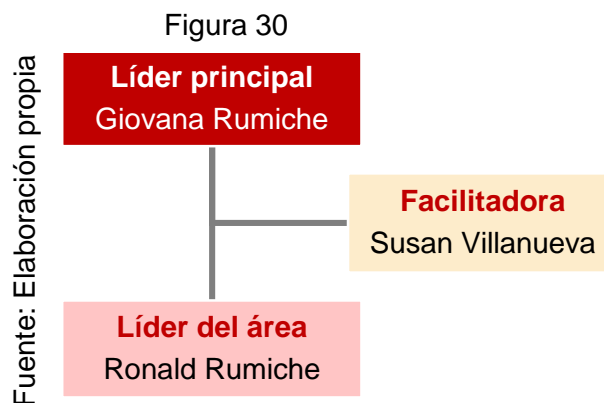 Figura 30
Líder principal
Giovana Rumiche
Facilitadora
Susan Villanueva
Líder del área
Ronald Rumiche
Fuente: Elaboración propia